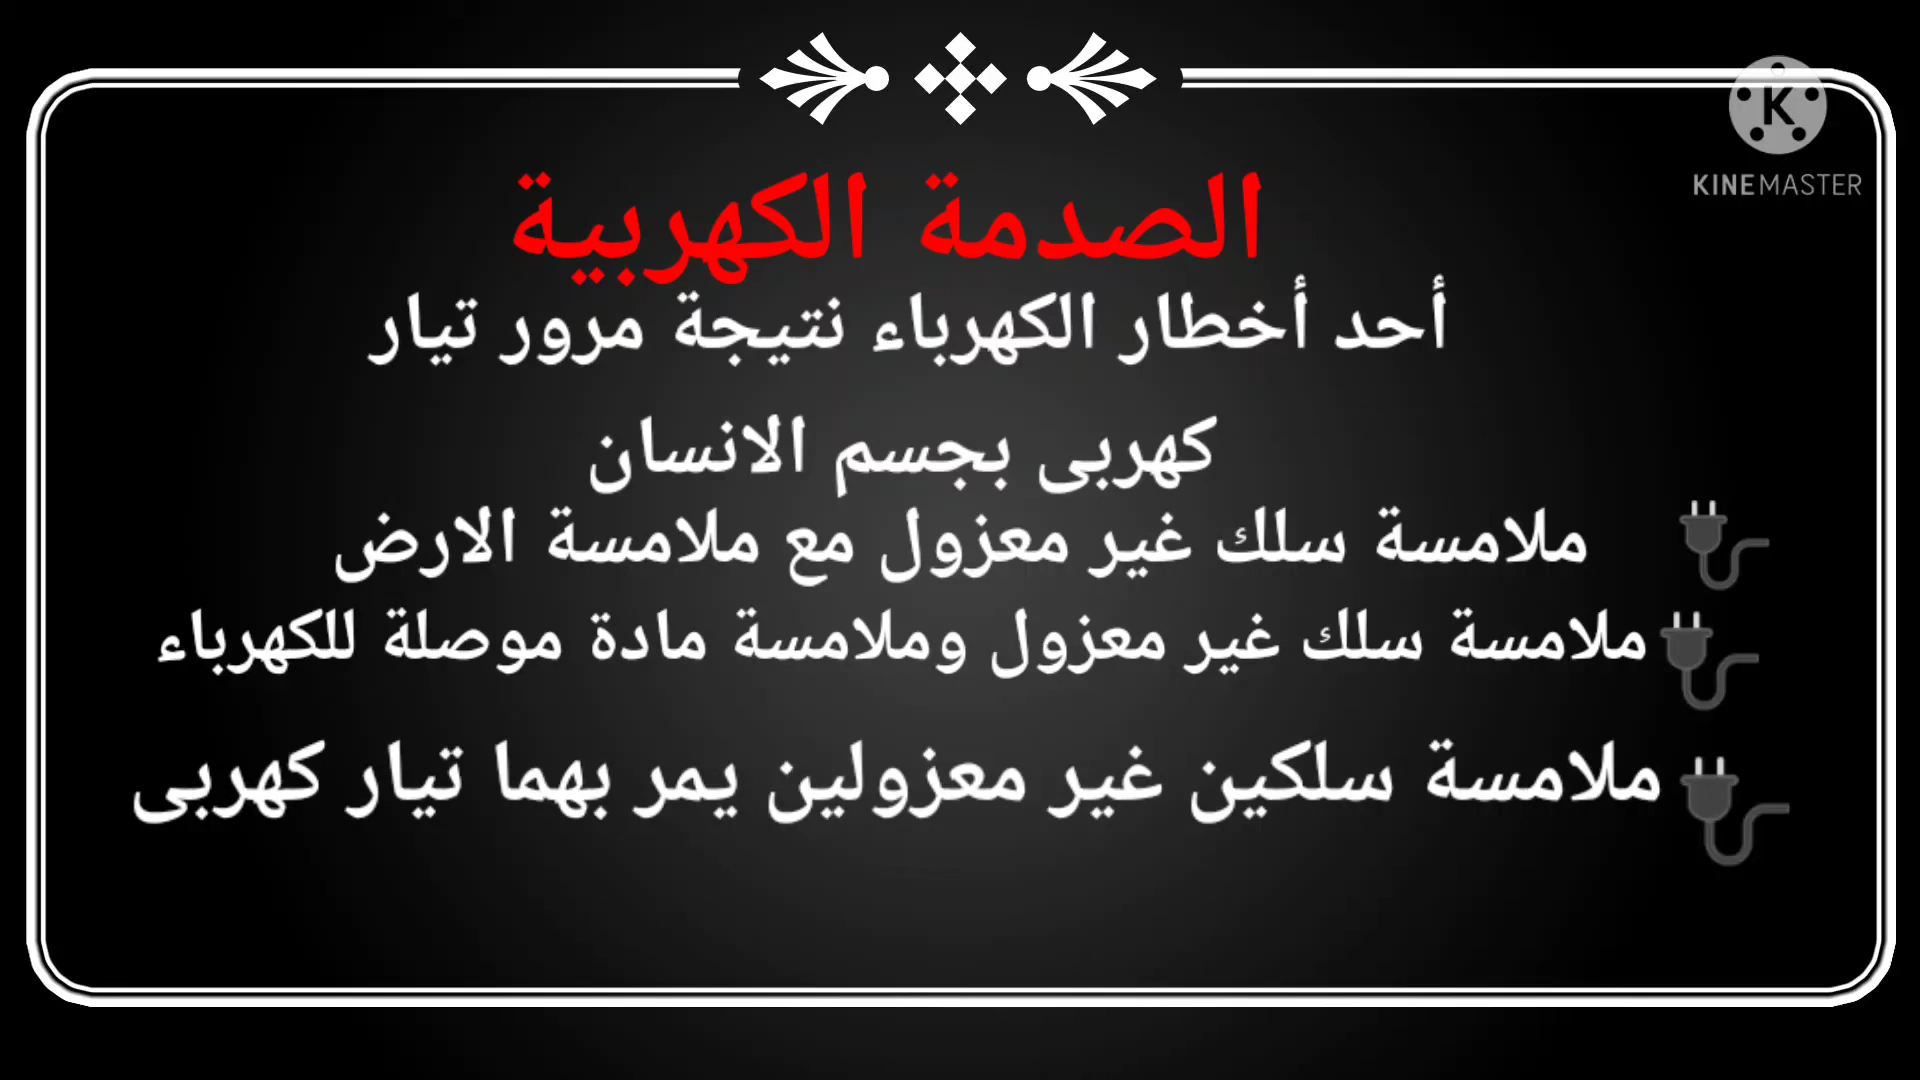 KINEMASTER
الصدمة الكهربية
أحد أخطار الكهرباء نتيجة مرور تيار
كهربى بجسم الانسان
ملامسة سلك غير معزول مع ملامسة الارض
ملامسة سلك غير معزول وملامسة مادة موصلة للكهرباء
ملامسة سلكين غير معزولين يمر بهما تيار كهربى